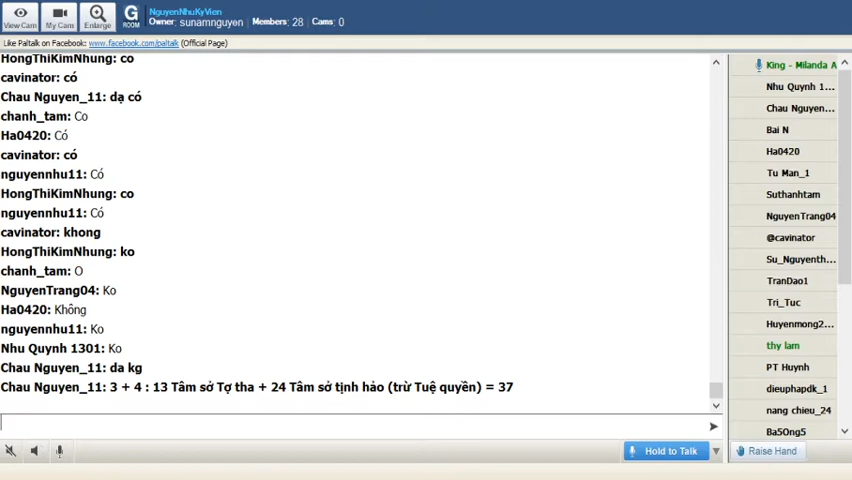 View Cam
My Cam
Enlarge
G
ROOM
NguyenNhuKyVien
Owner: sunamnguyen Members: 28 Cams: 0
Like Paltalk on Facebook: www.facebook.com/paltalk (Official Page)
HongThiKimNhung: co
cavinator: có
Chau Nguyen_11: dạ có
chanh_tam: Co
Ha0420: Có
cavinator: có
nguyennhu11: Có
HongThiKimNhung: co
nguyennhu11: Có
cavinator: khong
HongThiKimNhung: ko
chanh_tam: O
NguyenTrang04: Ko
Ha0420: Không
nguyennhu11: Ko
Nhu Quynh 1301: Ko
Chau Nguyen_11: da kg
Chau Nguyen_11: 3 + 4 : 13 Tâm sở Tợ tha + 24 Tâm sở tịnh hảo (trừ Tuệ quyền) = 37
King - Milanda A
Nhu Quynh 1...
Chau Nguyen...
Bai N
Ha0420
Tu Man_1
Suthanhtam
NguyenTrang04
@cavinator
Su_Nguyenth...
TranDao1
Tri_Tuc
Huyenmong2...
thy lam
PT Huynh
dieuphapdk_1
nang chieu_24
Ba5Ong5
Hold to Talk
Raise Hand